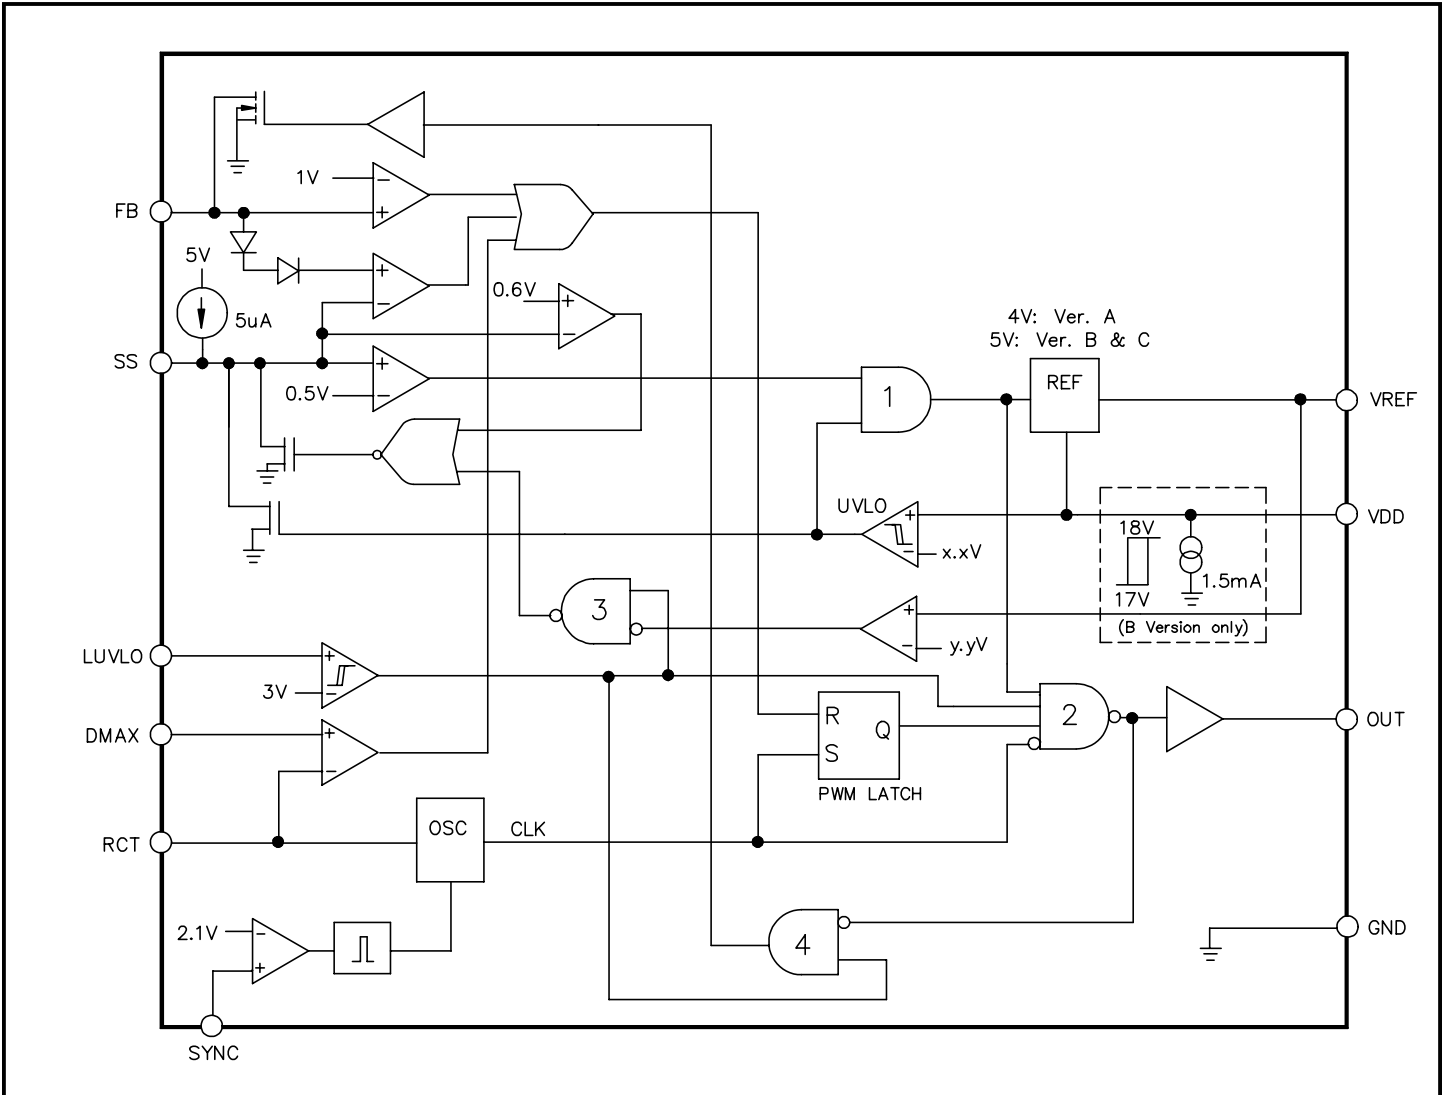 1V
−
+
FB
5V
+
−
5uA
0.6V
+
−
4V: Ver. A
5V: Ver. B & C
SS
+
0.5V
−
1
REF
VREF
UVLO
+
−
x.xV
18V
17V
1.5mA
(B Version only)
VDD
3
+
−
y.yV
LUVLO
+
3V
−
DMAX
+
−
R
S
Q
PWM LATCH
2
OUT
RCT
OSC
CLK
2.1V
−
+
4
GND
SYNC